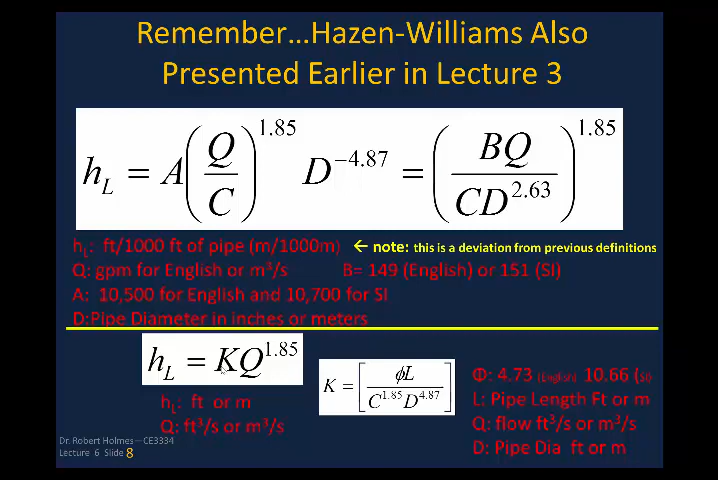 Remember...Hazen-Williams Also
Presented Earlier in Lecture 3
h_L = A(Q/C)^1.85 D^−4.87 = (BQ/CD^2.63)^1.85
h_L: ft/1000 ft of pipe (m/1000m) ← note: this is a deviation from previous definitions
Q: gpm for English or m³/s B= 149 (English) or 151 (SI)
A: 10,500 for English and 10,700 for SI
D:Pipe Diameter in inches or meters
h_L = KQ^1.85
K = [ϕL/C^1.85 D^4.87]
Φ: 4.73 (English) 10.66 (SI)
h_L: ft or m
L: Pipe Length Ft or m
Q: ft³/s or m³/s
Q: flow ft³/s or m³/s
D: Pipe Dia ft or m
Dr. Robert Holmes—CE3334
Lecture 6 Slide 8